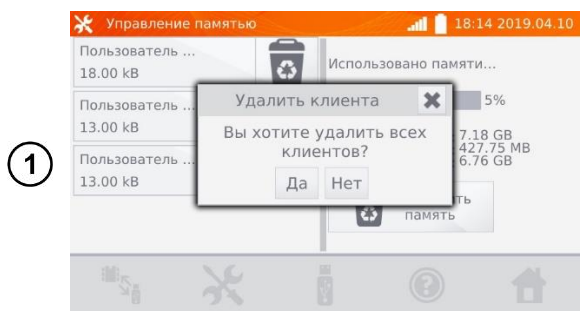 Управление памятью
18:14 2019.04.10
Пользователь ...
18.00 kB
Пользователь ...
13.00 kB
Пользователь ...
13.00 kB
Использовано памяти...
5%
7.18 GB
427.75 MB
6.76 GB
ть
память
Удалить клиента
Вы хотите удалить всех
клиентов?
Да Нет
1